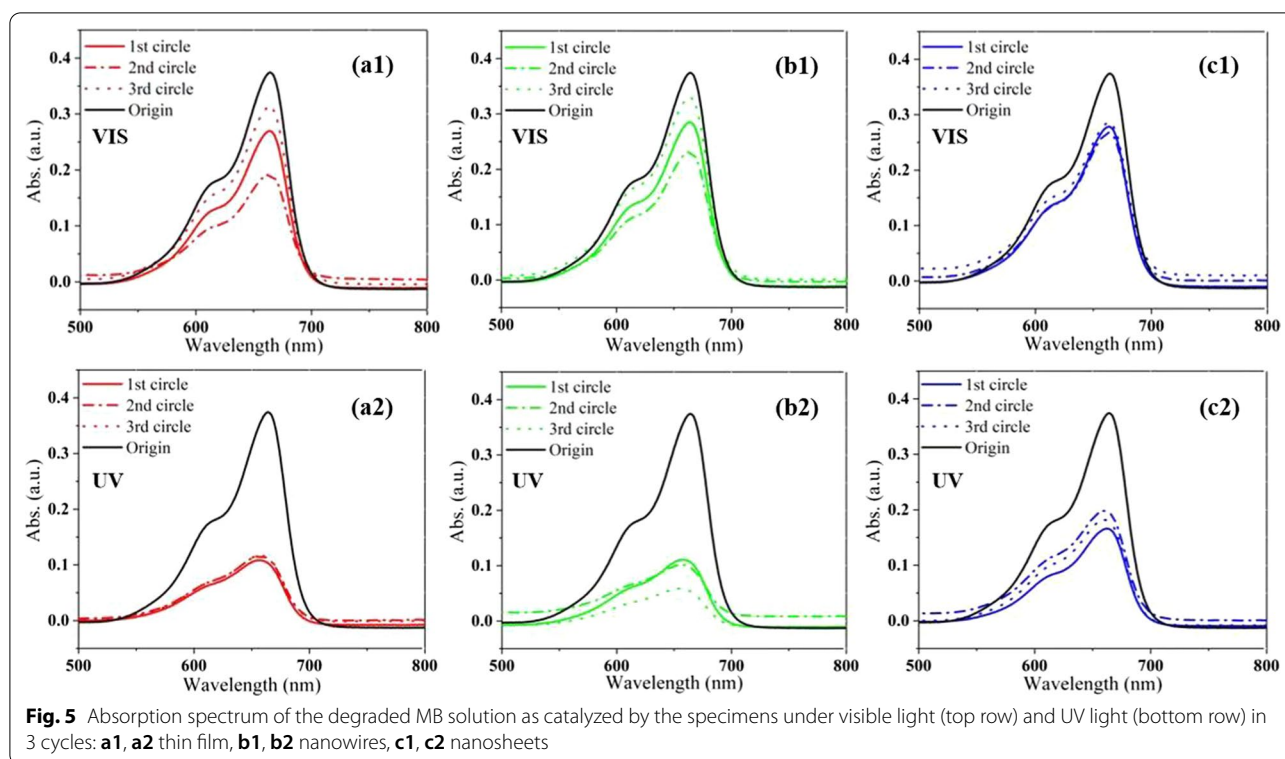 1st circle
2nd circle
3rd circle
Origin
(a1)
VIS
Abs. (a.u.)
0.4
0.3
0.2
0.1
0.0
500 600 700 800
Wavelength (nm)
1st circle
2nd circle
3rd circle
Origin
(b1)
VIS
Abs. (a.u.)
0.4
0.3
0.2
0.1
0.0
500 600 700 800
Wavelength (nm)
1st circle
2nd circle
3rd circle
Origin
(c1)
VIS
Abs. (a.u.)
0.4
0.3
0.2
0.1
0.0
500 600 700 800
Wavelength (nm)
1st circle
2nd circle
3rd circle
Origin
(a2)
UV
Abs. (a.u.)
0.4
0.3
0.2
0.1
0.0
500 600 700 800
Wavelength (nm)
1st circle
2nd circle
3rd circle
Origin
(b2)
UV
Abs. (a.u.)
0.4
0.3
0.2
0.1
0.0
500 600 700 800
Wavelength (nm)
1st circle
2nd circle
3rd circle
Origin
(c2)
UV
Abs. (a.u.)
0.4
0.3
0.2
0.1
0.0
500 600 700 800
Wavelength (nm)
Fig. 5 Absorption spectrum of the degraded MB solution as catalyzed by the specimens under visible light (top row) and UV light (bottom row) in
3 cycles: a1, a2 thin film, b1, b2 nanowires, c1, c2 nanosheets